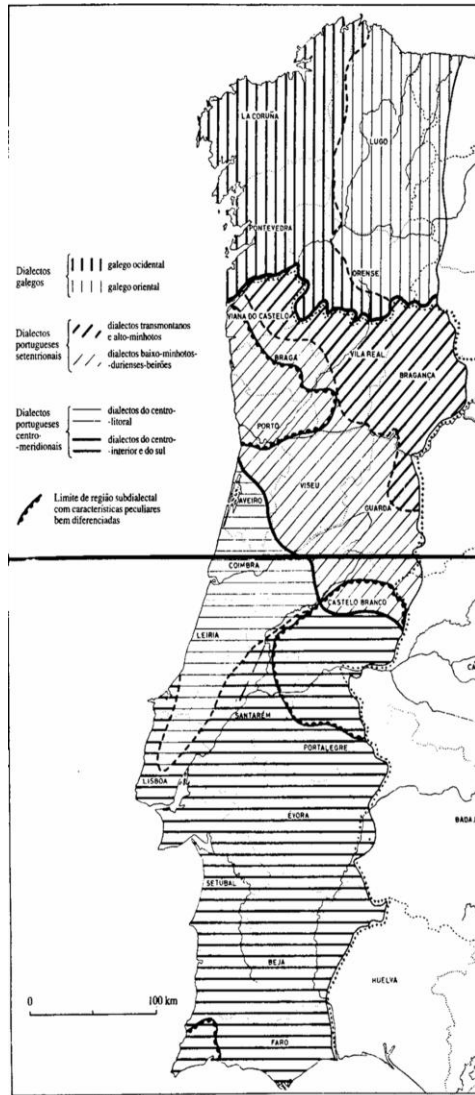 LA CORUÑA
LUGO
PONTEVEDRA
ORENSE
Dialectos
galegos
galego ocidental
galego oriental
VIANA DO CASTELO
Dialectos
portugueses
setentrionais
dialectos transmontanos
e alto-minhotos
dialectos baixo-minhotos-
-durienses-beirões
BRAGA
VILA REAL
BRAGANÇA
PORTO
Dialectos
portugueses
centro-
-meridionais
dialectos do centro-
-litoral
dialectos do centro-
-interior e do sul
VISEU
AVEIRO
GUARDA
Limite de região subdialectal
com características peculiares
bem diferenciadas
COIMBRA
CASTELO BRANCO
LEIRIA
CÁ
SANTARÉM
PORTALEGRE
LISBOA
ÉVORA
BADAJ
SETÚBAL
BEJA
HUELVA
0
100 km
FARO